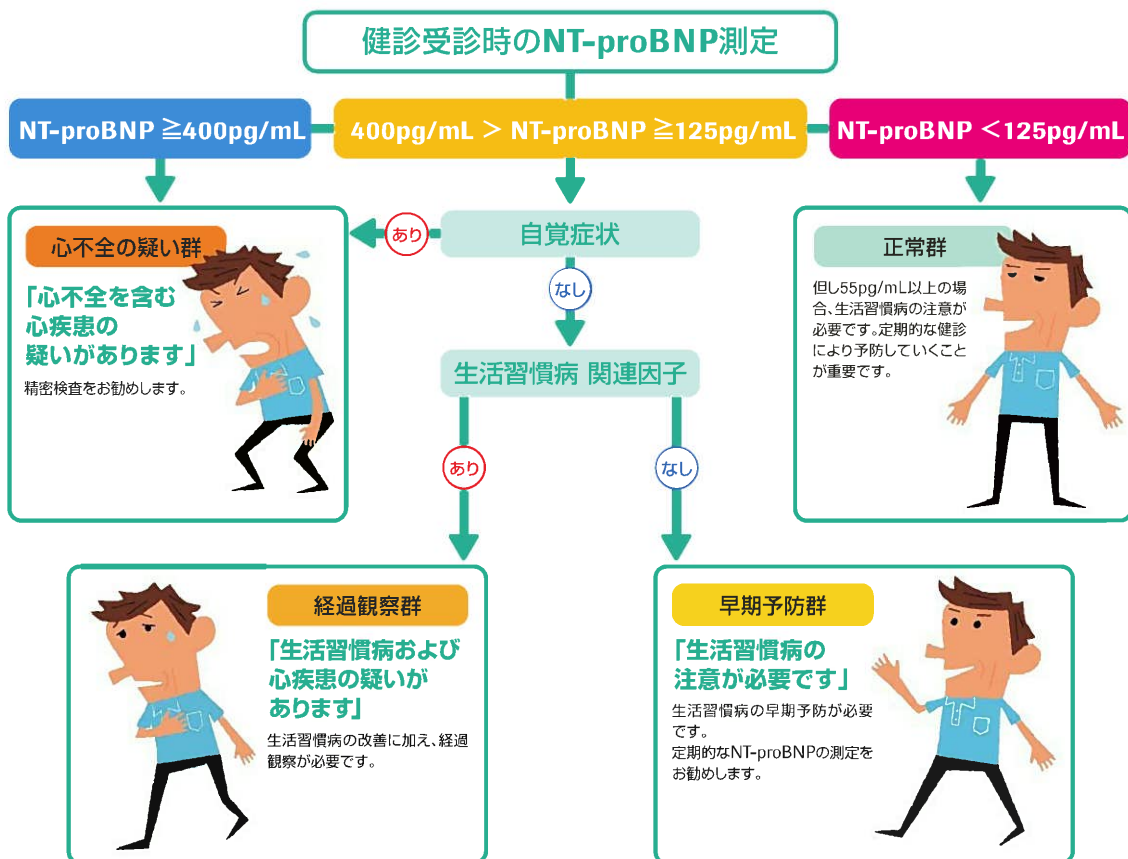 健診受診時のNT-proBNP測定
NT-proBNP ≧400pg/mL
400pg/mL > NT-proBNP ≧125pg/mL
NT-proBNP <125pg/mL
心不全の疑い群
「心不全を含む
心疾患の
疑いがあります」
精密検査をお勧めします。
あり
自覚症状
なし
生活習慣病 関連因子
あり
なし
正常群
但し55pg/mL以上の場
合、生活習慣病の注意が
必要です。定期的な健診
により予防していくこと
が重要です。
経過観察群
「生活習慣病および
心疾患の疑いが
あります」
生活習慣病の改善に加え、経過
観察が必要です。
早期予防群
「生活習慣病の
注意が必要です」
生活習慣病の早期予防が必要
です。
定期的なNT-proBNPの測定を
お勧めします。